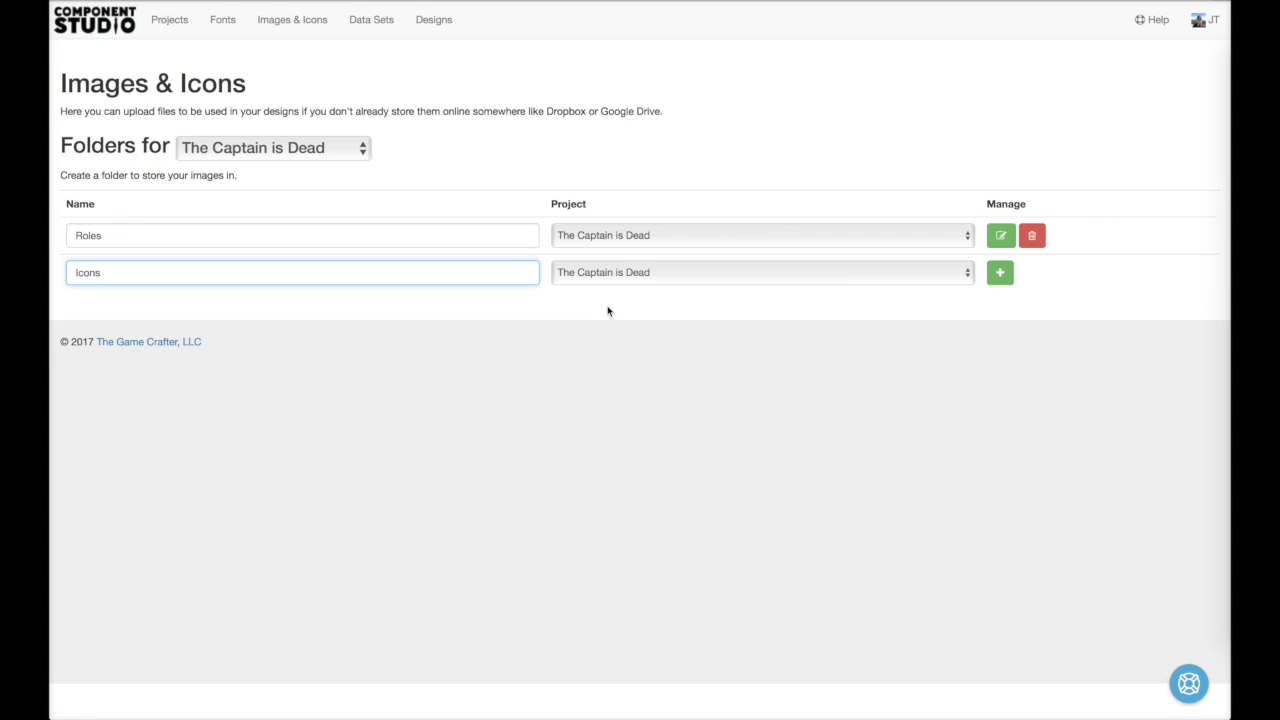 COMPONENT STUDIO Projects Fonts Images & Icons Data Sets Designs Help JT
Images & Icons
Here you can upload files to be used in your designs if you don't already store them online somewhere like Dropbox or Google Drive.
Folders for The Captain is Dead
Create a folder to store your images in.
Name Project Manage
Roles The Captain is Dead
Icons The Captain is Dead
© 2017 The Game Crafter, LLC